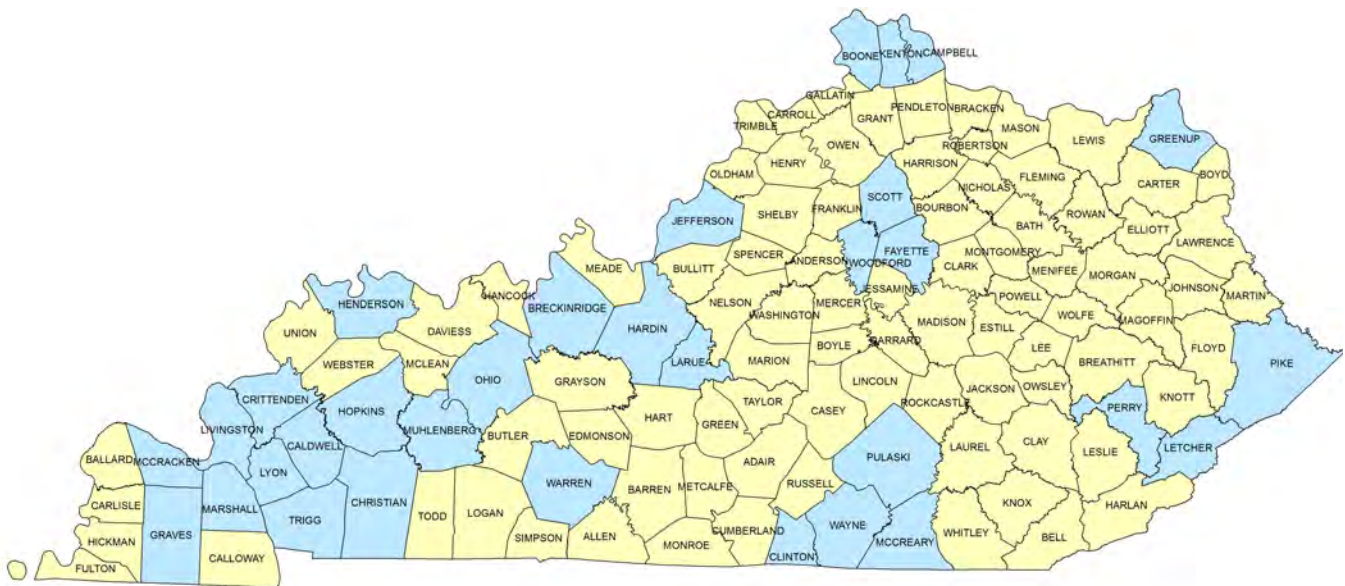 BOONE
KENTON
CAMPBELL
GALLATIN
CARROLL
TRIMBLE
GRANT
PENDLETON
BRACKEN
MASON
LEWIS
GREENUP
OWEN
HENRY
OLDHAM
HARRISON
ROBERTSON
NICHOLAS
FLEMING
ROWAN
CARTER
BOYD
ELLIOTT
LAWRENCE
JEFFERSON
SHELBY
FRANKLIN
SCOTT
BOURBON
BATH
MEADE
BULLITT
SPENCER
ANDERSON
WOODFORD
FAYETTE
CLARK
MONTGOMERY
MENIFEE
MORGAN
JOHNSON
MARTIN
HENDERSON
HANCOCK
BRECKINRIDGE
HARDIN
NELSON
WASHINGTON
MERCER
JESSAMINE
MADISON
POWELL
ESTILL
WOLFE
MAGOFFIN
FLOYD
PIKE
UNION
DAVIESS
WEBSTER
MCLEAN
OHIO
GRAYSON
LARUE
MARION
BOYLE
GARRARD
LEE
BREATHITT
KNOTT
CRITTENDEN
HOPKINS
MUHLENBERG
BUTLER
EDMONSON
HART
GREEN
TAYLOR
CASEY
LINCOLN
ROCKCASTLE
JACKSON
OWSLEY
PERRY
LETCHER
LIVINGSTON
CALDWELL
LYON
BALLARD
MCCRACKEN
CARLISLE
MARSHALL
TRIGG
CHRISTIAN
TODD
LOGAN
WARREN
BARREN
METCALFE
ADAIR
RUSSELL
PULASKI
LAUREL
CLAY
LESLIE
HARLAN
HICKMAN
FULTON
GRAVES
CALLOWAY
SIMPSON
ALLEN
MONROE
CUMBERLAND
CLINTON
WAYNE
MCCREARY
WHITLEY
KNOX
BELL